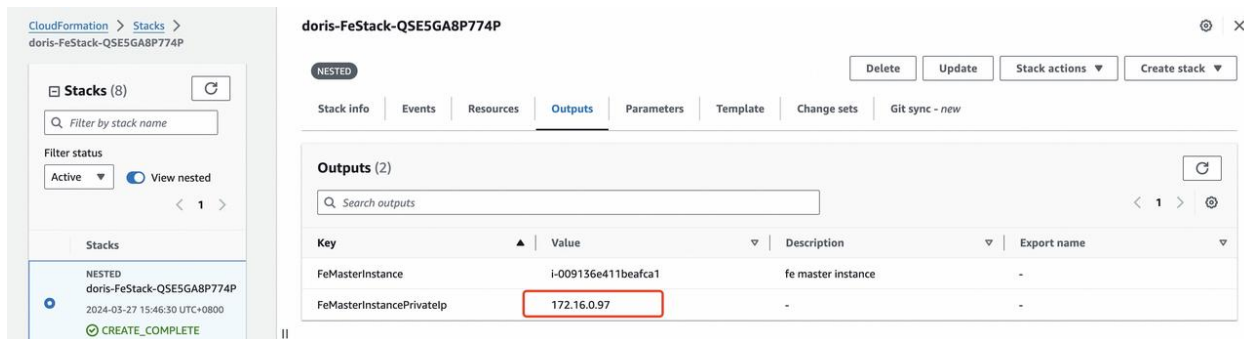 CloudFormation > Stacks >
doris-FeStack-QSE5GA8P774P
Stacks (8)
Filter by stack name
Filter status
Active
View nested
< 1 >
Stacks
NESTED
doris-FeStack-QSE5GA8P774P
2024-03-27 15:46:30 UTC+0800
CREATE_COMPLETE
doris-FeStack-QSE5GA8P774P
NESTED
Delete Update Stack actions Create stack
Stack info Events Resources Outputs Parameters Template Change sets Git sync - new
Outputs (2)
Search outputs
< 1 >
Key Value Description Export name
FeMasterInstance i-009136e411beafca1 fe master instance -
FeMasterInstancePrivateIp 172.16.0.97 - -